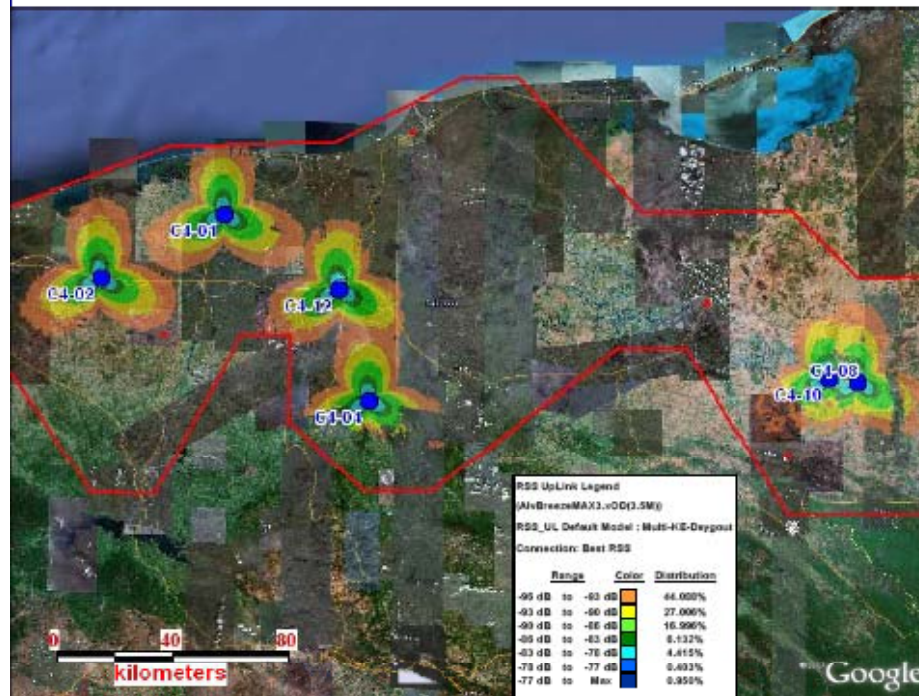 C4-01
C4-02
C4-12
C4-01
C4-08
C4-10
RSS UpLink Legend
(AlvBreezeMAX3.vOD(3.5M))
RSS_UL Default Model : Multi-KE-Deygout
Connection: Best RSS
Range Color Distribution
-95 dB to -93 dB 44.008%
-93 dB to -90 dB 27.006%
-90 dB to -86 dB 16.996%
-86 dB to -83 dB 8.132%
-83 dB to -78 dB 4.415%
-78 dB to -77 dB 0.403%
-77 dB to Max 0.950%
0 40 80
kilometers
Google